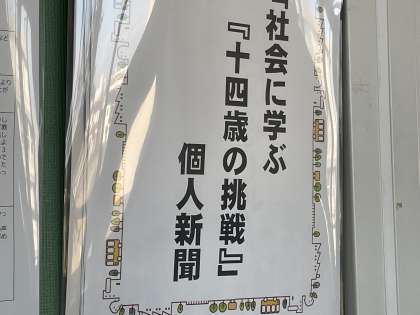 『社会に学ぶ
『十四歳の挑戦』』
個人新聞